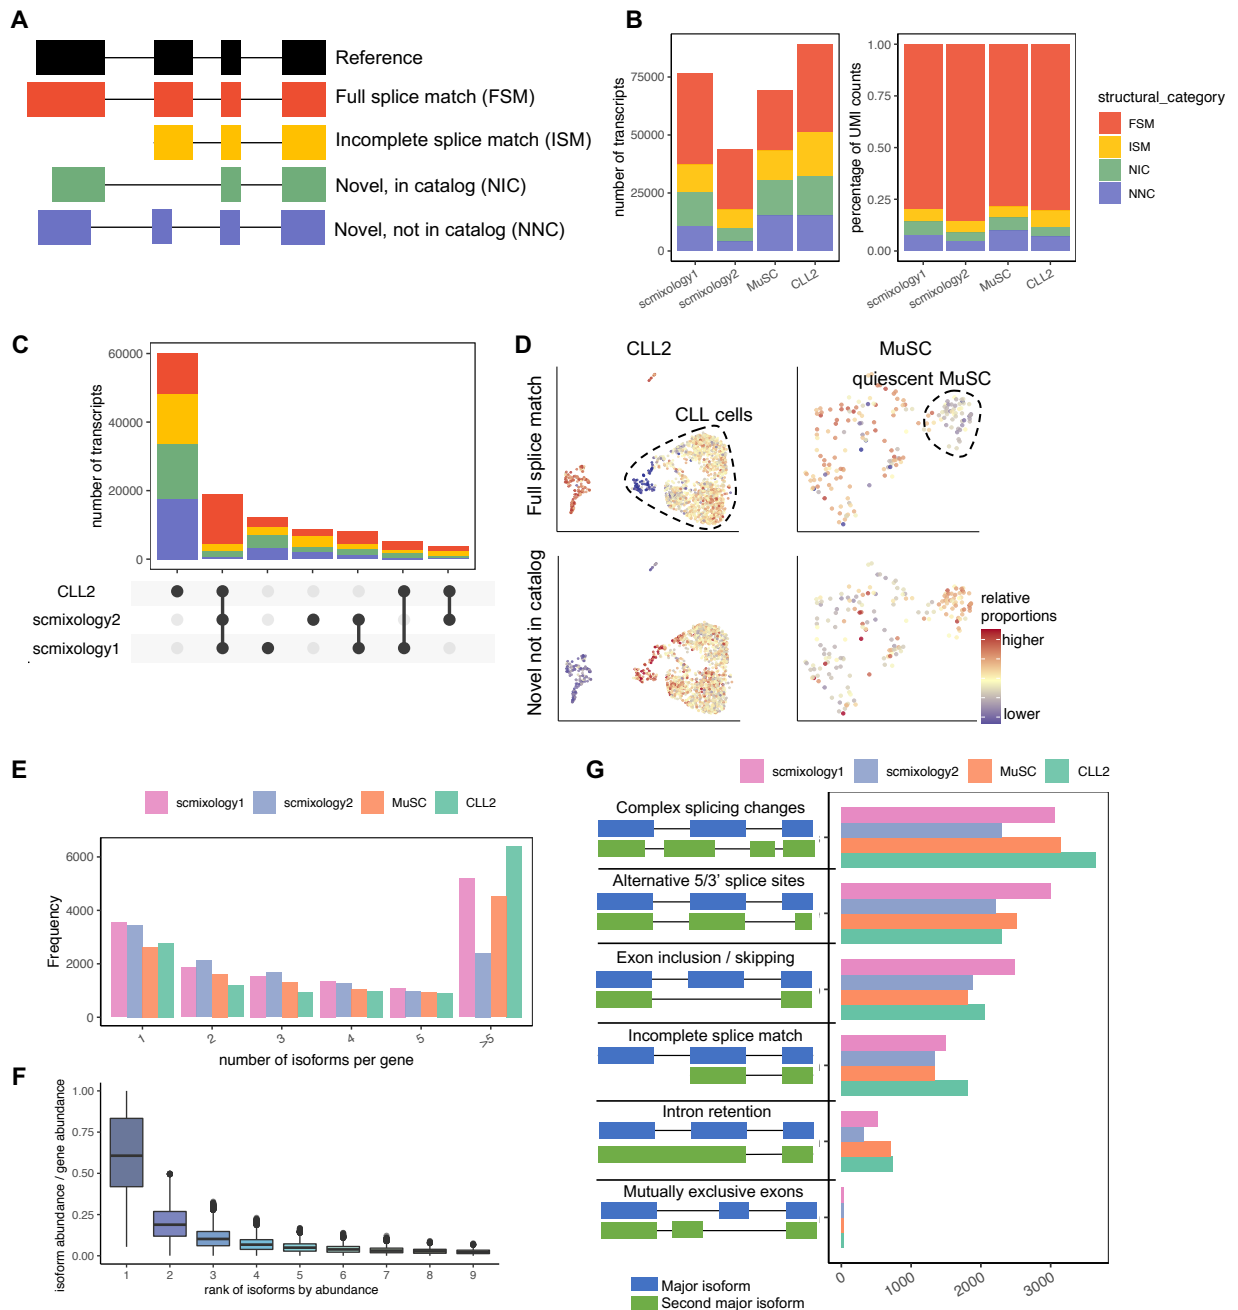 A
Reference
Full splice match (FSM)
Incomplete splice match (ISM)
Novel, in catalog (NIC)
Novel, not in catalog (NNC)
B
number of transcripts
75000
50000
25000
0
scmixology1
scmixology2
MuSC
CLL2
percentage of UMI counts
1.00
0.75
0.50
0.25
0.00
scmixology1
scmixology2
MuSC
CLL2
structural_category
FSM
ISM
NIC
NNC
C
number of transcripts
60000
40000
20000
0
CLL2
scmixology2
scmixology1
D
CLL2
MuSC
Full splice match
CLL cells
quiescent MuSC
Novel not in catalog
relative
proportions
higher
lower
E
scmixology1
scmixology2
MuSC
CLL2
Frequency
6000
4000
2000
0
1
2
3
4
5
>5
number of isoforms per gene
F
isoform abundance / gene abundance
1.00
0.75
0.50
0.25
0.00
1
2
3
4
5
6
7
8
9
rank of isoforms by abundance
G
scmixology1
scmixology2
MuSC
CLL2
Complex splicing changes
Alternative 5/3' splice sites
Exon inclusion / skipping
Incomplete splice match
Intron retention
Mutually exclusive exons
0
1000
2000
3000
Major isoform
Second major isoform